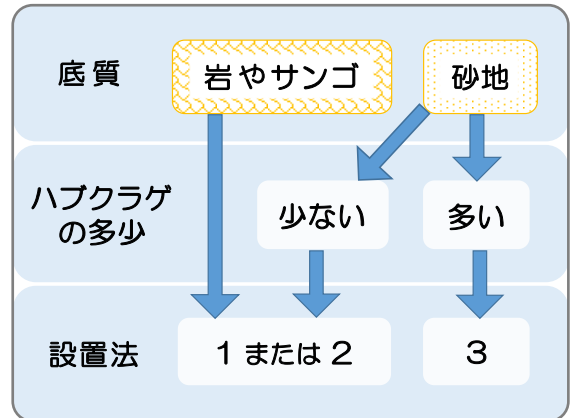 底質
岩やサンゴ
砂地
ハブクラゲ
の多少
少ない
多い
設置法
1 または 2
3